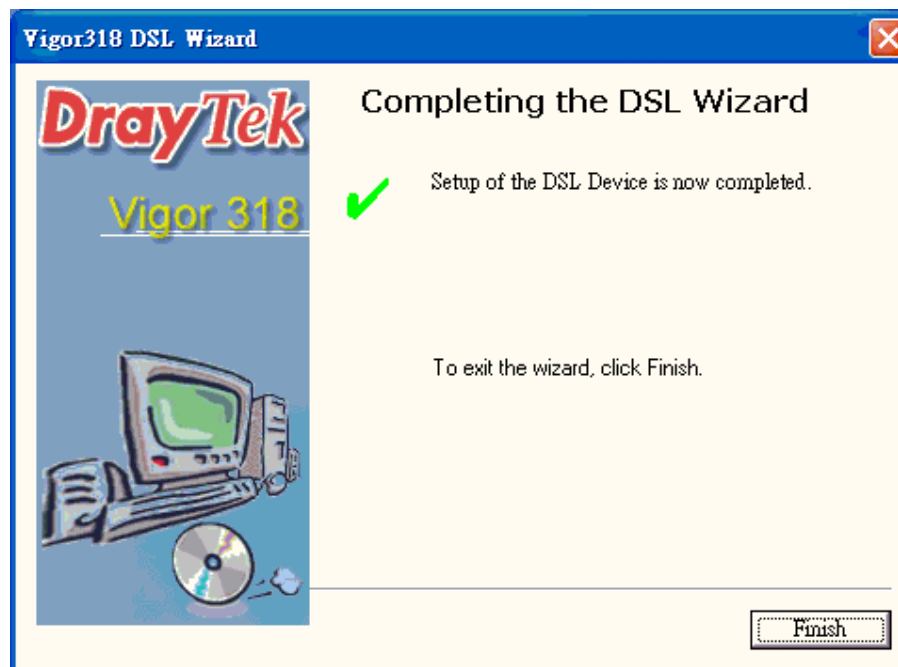 Vigor318 DSL Wizard
DrayTek
Vigor 318
Completing the DSL Wizard
Setup of the DSL Device is now completed.
To exit the wizard, click Finish.
Finish